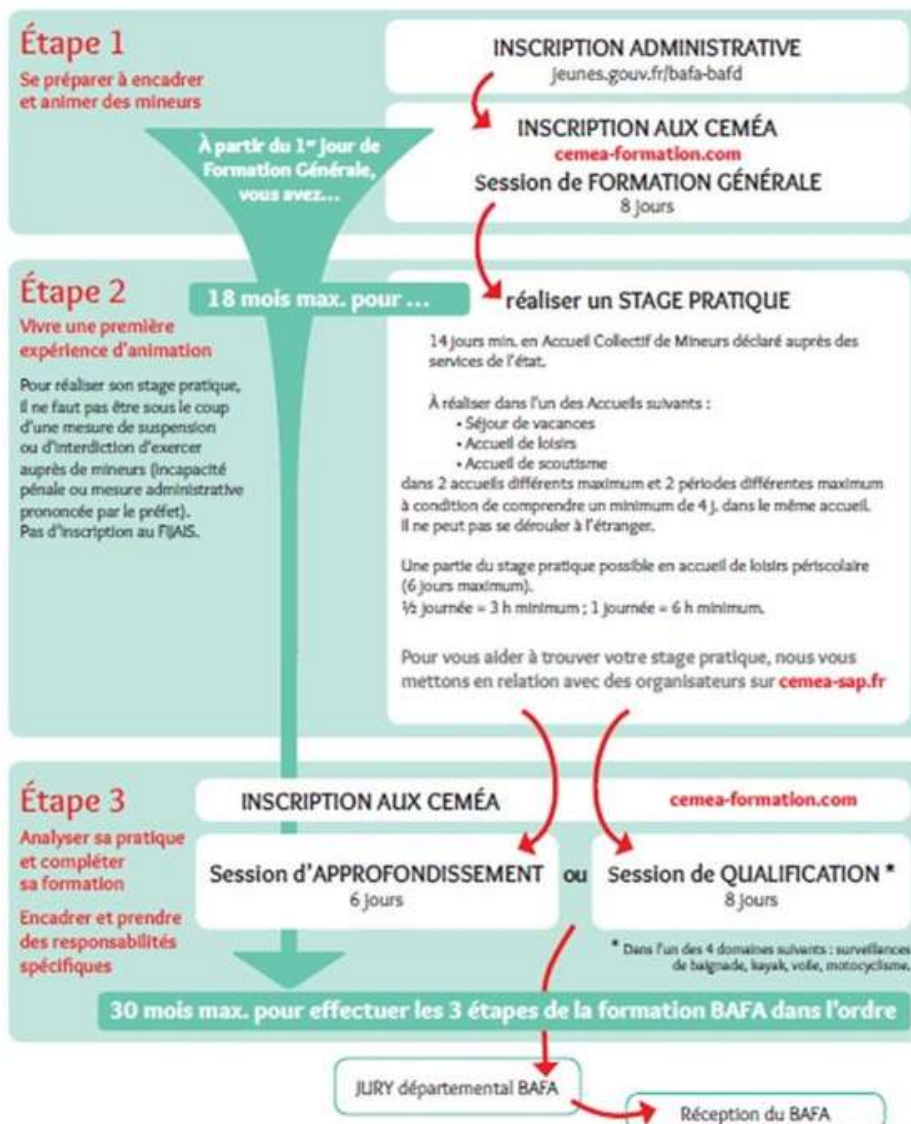 Étape 1
Se préparer à encadrer
et animer des mineurs
INSCRIPTION ADMINISTRATIVE
jeunes.gouv.fr/bafa-bafd
INSCRIPTION AUX CEMÉA
cemea-formation.com
Session de FORMATION GÉNÉRALE
8 jours
À partir du 1er jour de
Formation Générale,
vous avez...
Étape 2
Vivre une première
expérience d'animation
Pour réaliser son stage pratique,
il ne faut pas être sous le coup
d'une mesure de suspension
ou d'interdiction d'exercer
auprès de mineurs (incapacité
pénale ou mesure administrative
prononcée par le préfet).
Pas d'inscription au FIJAIS.
18 mois max. pour ...
réaliser un STAGE PRATIQUE
14 jours min. en Accueil Collectif de Mineurs déclaré auprès des
services de l'état.
À réaliser dans l'un des Accueils suivants :
• Séjour de vacances
• Accueil de loisirs
• Accueil de scoutisme
dans 2 accueils différents maximum et 2 périodes différentes maximum
à condition de comprendre un minimum de 4 j. dans le même accueil.
Il ne peut pas se dérouler à l'étranger.
Une partie du stage pratique possible en accueil de loisirs périscolaire
(6 jours maximum).
½ journée = 3 h minimum ; 1 journée = 6 h minimum.
Pour vous aider à trouver votre stage pratique, nous vous
mettons en relation avec des organisateurs sur cemea-sap.fr
Étape 3
Analyser sa pratique
et compléter
sa formation
Encadrer et prendre
des responsabilités
spécifiques
INSCRIPTION AUX CEMÉA cemea-formation.com
Session d'APPROFONDISSEMENT ou Session de QUALIFICATION *
6 jours 8 jours
* Dans l'un des 4 domaines suivants : surveillances
de baignade, kayak, voile, motocyclisme.
30 mois max. pour effectuer les 3 étapes de la formation BAFA dans l'ordre
JURY départemental BAFA
Réception du BAFA